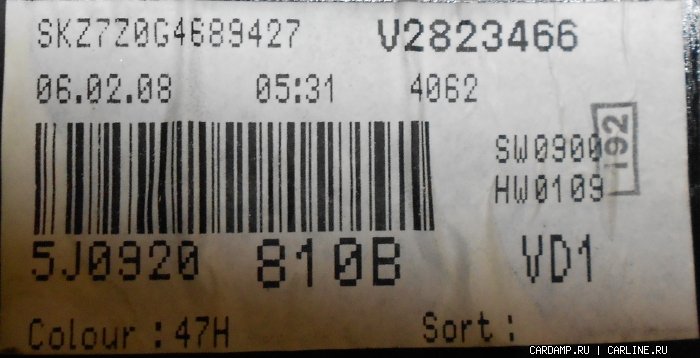 SKZ7Z0G4689427 V2823466
06.02.08 05:31 4062
192
SW0900
HW0109
5J0920 810B VD1
Colour : 47H Sort :
CARDAMP.RU | CARLINE.RU